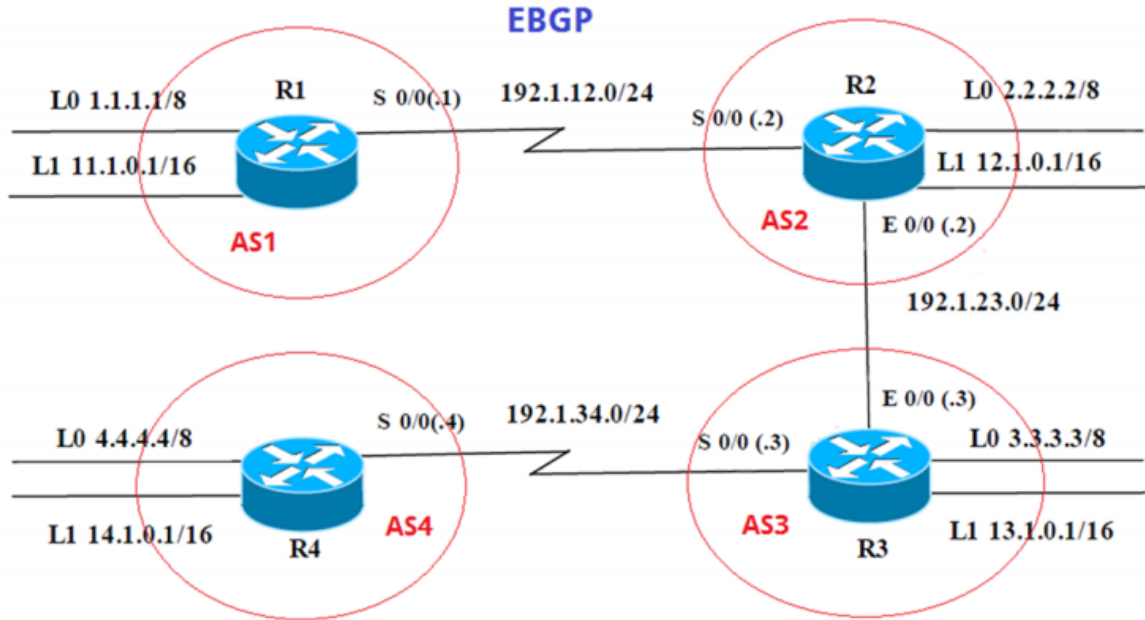 EBGP
R1
L0 1.1.1.1/8
S 0/0(.1)
192.1.12.0/24
S 0/0 (.2)
R2
L0 2.2.2.2/8
L1 11.1.0.1/16
L1 12.1.0.1/16
AS1
AS2
E 0/0 (.2)
192.1.23.0/24
E 0/0 (.3)
L0 4.4.4.4/8
S 0/0(.4)
192.1.34.0/24
S 0/0 (.3)
L0 3.3.3.3/8
L1 14.1.0.1/16
R4
AS4
AS3
R3
L1 13.1.0.1/16